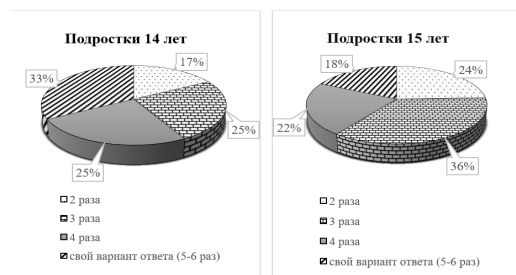 Подростки 14 лет
33%
17%
25%
25%
2 раза
3 раза
4 раза
свой вариант ответа (5-6 раз)
Подростки 15 лет
18%
24%
22%
36%
2 раза
3 раза
4 раза
свой вариант ответа (5-6 раз)